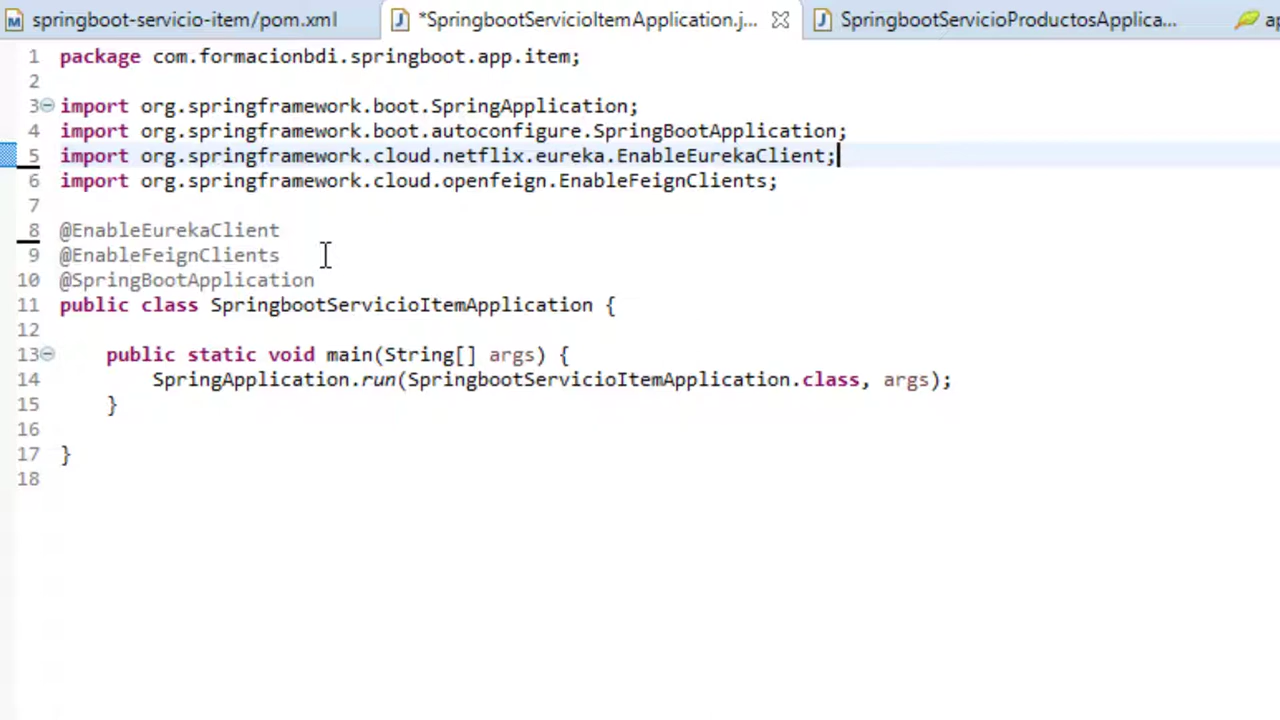 springboot-servicio-item/pom.xml *SpringbootServicioItemApplication.j... SpringbootServicioProductosApplica... ap
1 package com.formacionbdi.springboot.app.item;
2
3 import org.springframework.boot.SpringApplication;
4 import org.springframework.boot.autoconfigure.SpringBootApplication;
5 import org.springframework.cloud.netflix.eureka.EnableEurekaClient;
6 import org.springframework.cloud.openfeign.EnableFeignClients;
7
8 @EnableEurekaClient
9 @EnableFeignClients
10 @SpringBootApplication
11 public class SpringbootServicioItemApplication {
12
13 public static void main(String[] args) {
14 SpringApplication.run(SpringbootServicioItemApplication.class, args);
15 }
16
17 }
18